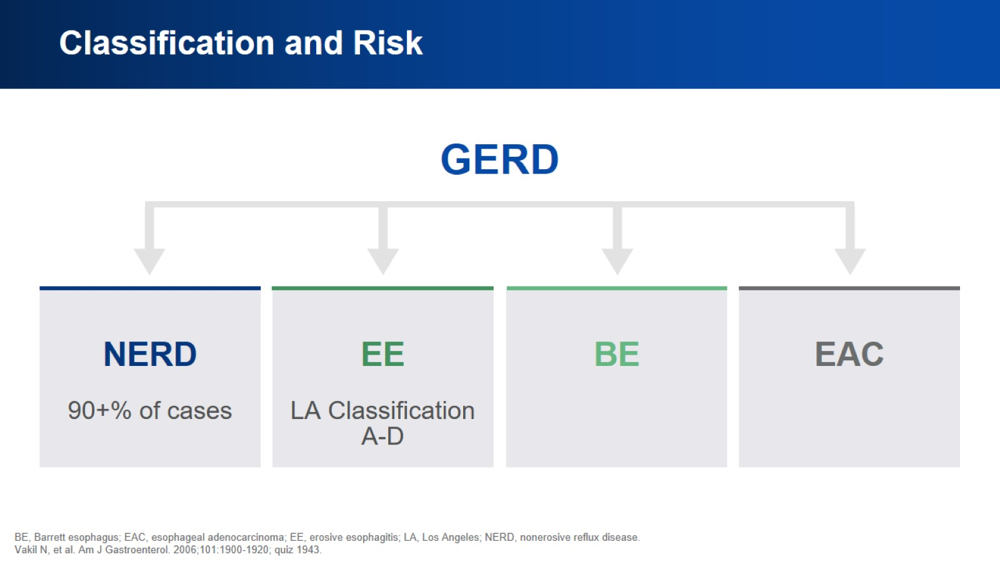 Classification and Risk
GERD
NERD
90+% of cases
EE
LA Classification
A-D
BE
EAC
BE, Barrett esophagus; EAC, esophageal adenocarcinoma; EE, erosive esophagitis; LA, Los Angeles; NERD, nonerosive reflux disease.
Vakil N, et al. Am J Gastroenterol. 2006;101:1900-1920; quiz 1943.